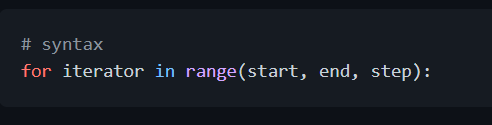 # syntax
for iterator in range(start, end, step):